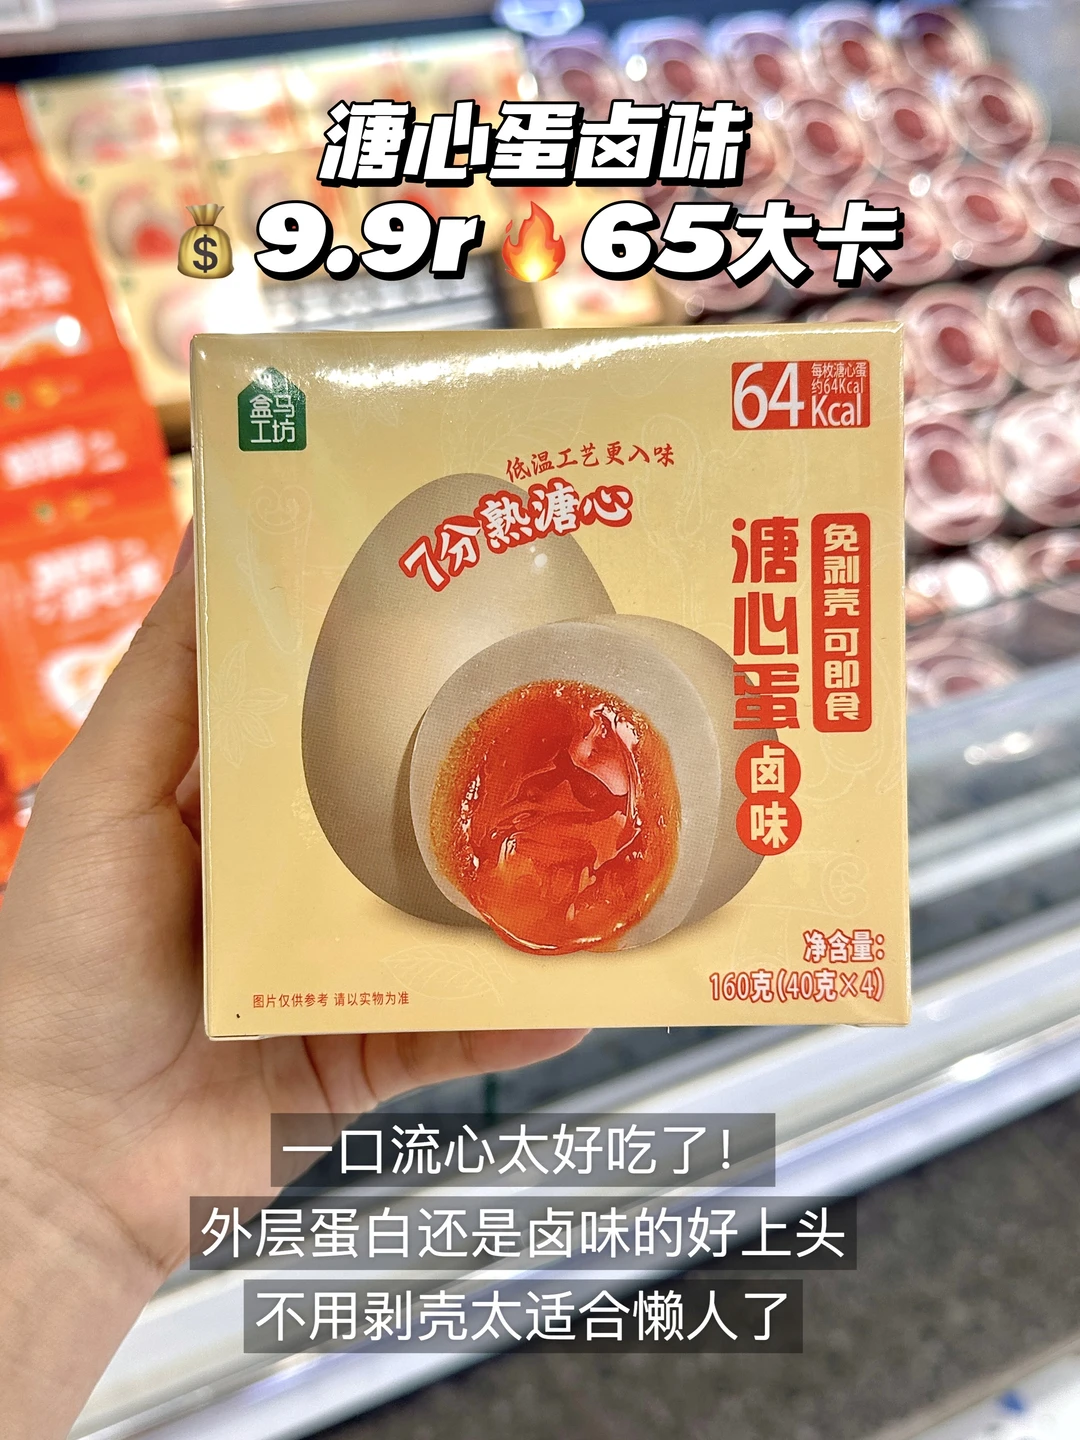 溏心蛋卤味
💰9.9r🔥65大卡
盒马
工坊
64
每枚溏心蛋
约64Kcal
Kcal
低温工艺更入味
7分熟溏心
溏心蛋
卤味
免剥壳 可即食
净含量:
160克(40克×4)
图片仅供参考 请以实物为准
一口流心太好吃了!
外层蛋白还是卤味的好上头
不用剥壳太适合懒人了